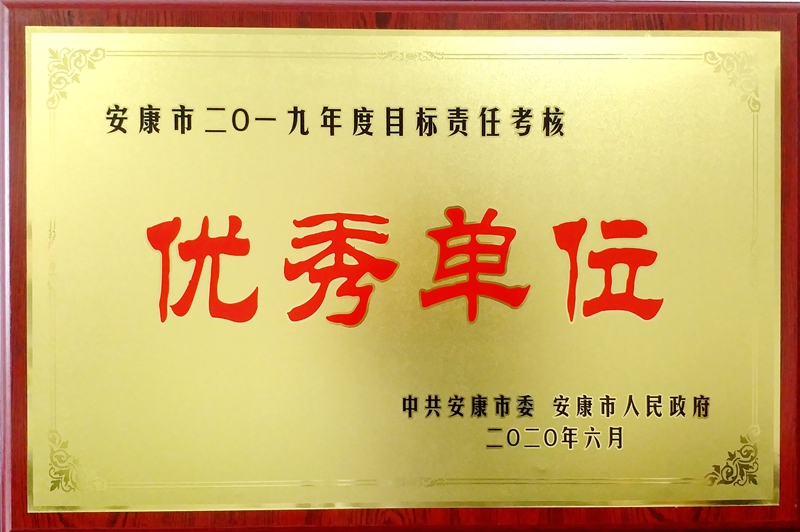 安康市二〇一九年度目标责任考核
优秀单位
中共安康市委 安康市人民政府
二〇二〇年六月